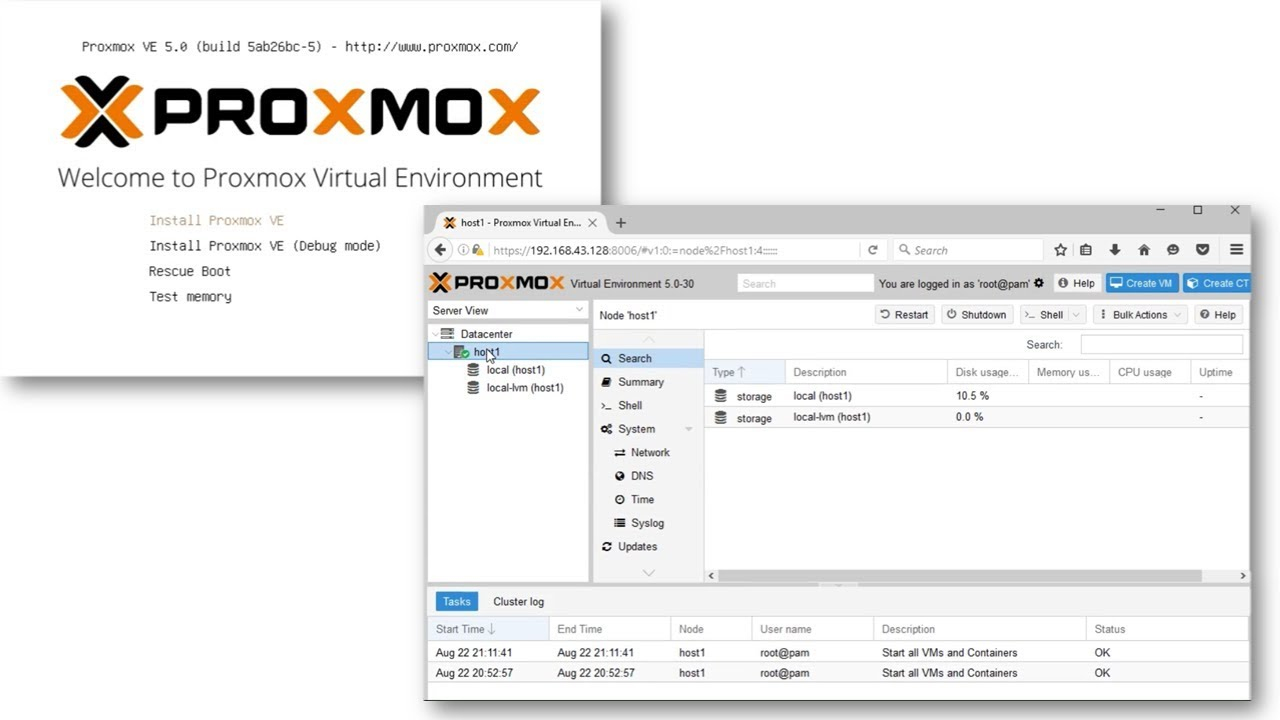 Proxmox VE 5.0 (build 5ab26bc-5) - http://www.proxmox.com/
PROXMOX
Welcome to Proxmox Virtual Environment
Install Proxmox VE
Install Proxmox VE (Debug mode)
Rescue Boot
Test memory
host1 - Proxmox Virtual En...
https://192.168.43.128:8006/#v1:0:=node%2Fhost1:4::::::
Search
PROXMOX Virtual Environment 5.0-30
Search
You are logged in as 'root@pam'
Help
Create VM
Create CT
Server View
Datacenter
host1
local (host1)
local-lvm (host1)
Node 'host1'
Restart
Shutdown
Shell
Bulk Actions
Help
Search
Summary
Shell
System
Network
DNS
Time
Syslog
Updates
Search:
Type Description Disk usage... Memory us... CPU usage Uptime
storage local (host1) 10.5 % -
storage local-lvm (host1) 0.0 % -
Tasks Cluster log
Start Time End Time Node User name Description Status
Aug 22 21:11:41 Aug 22 21:11:41 host1 root@pam Start all VMs and Containers OK
Aug 22 20:52:57 Aug 22 20:52:57 host1 root@pam Start all VMs and Containers OK